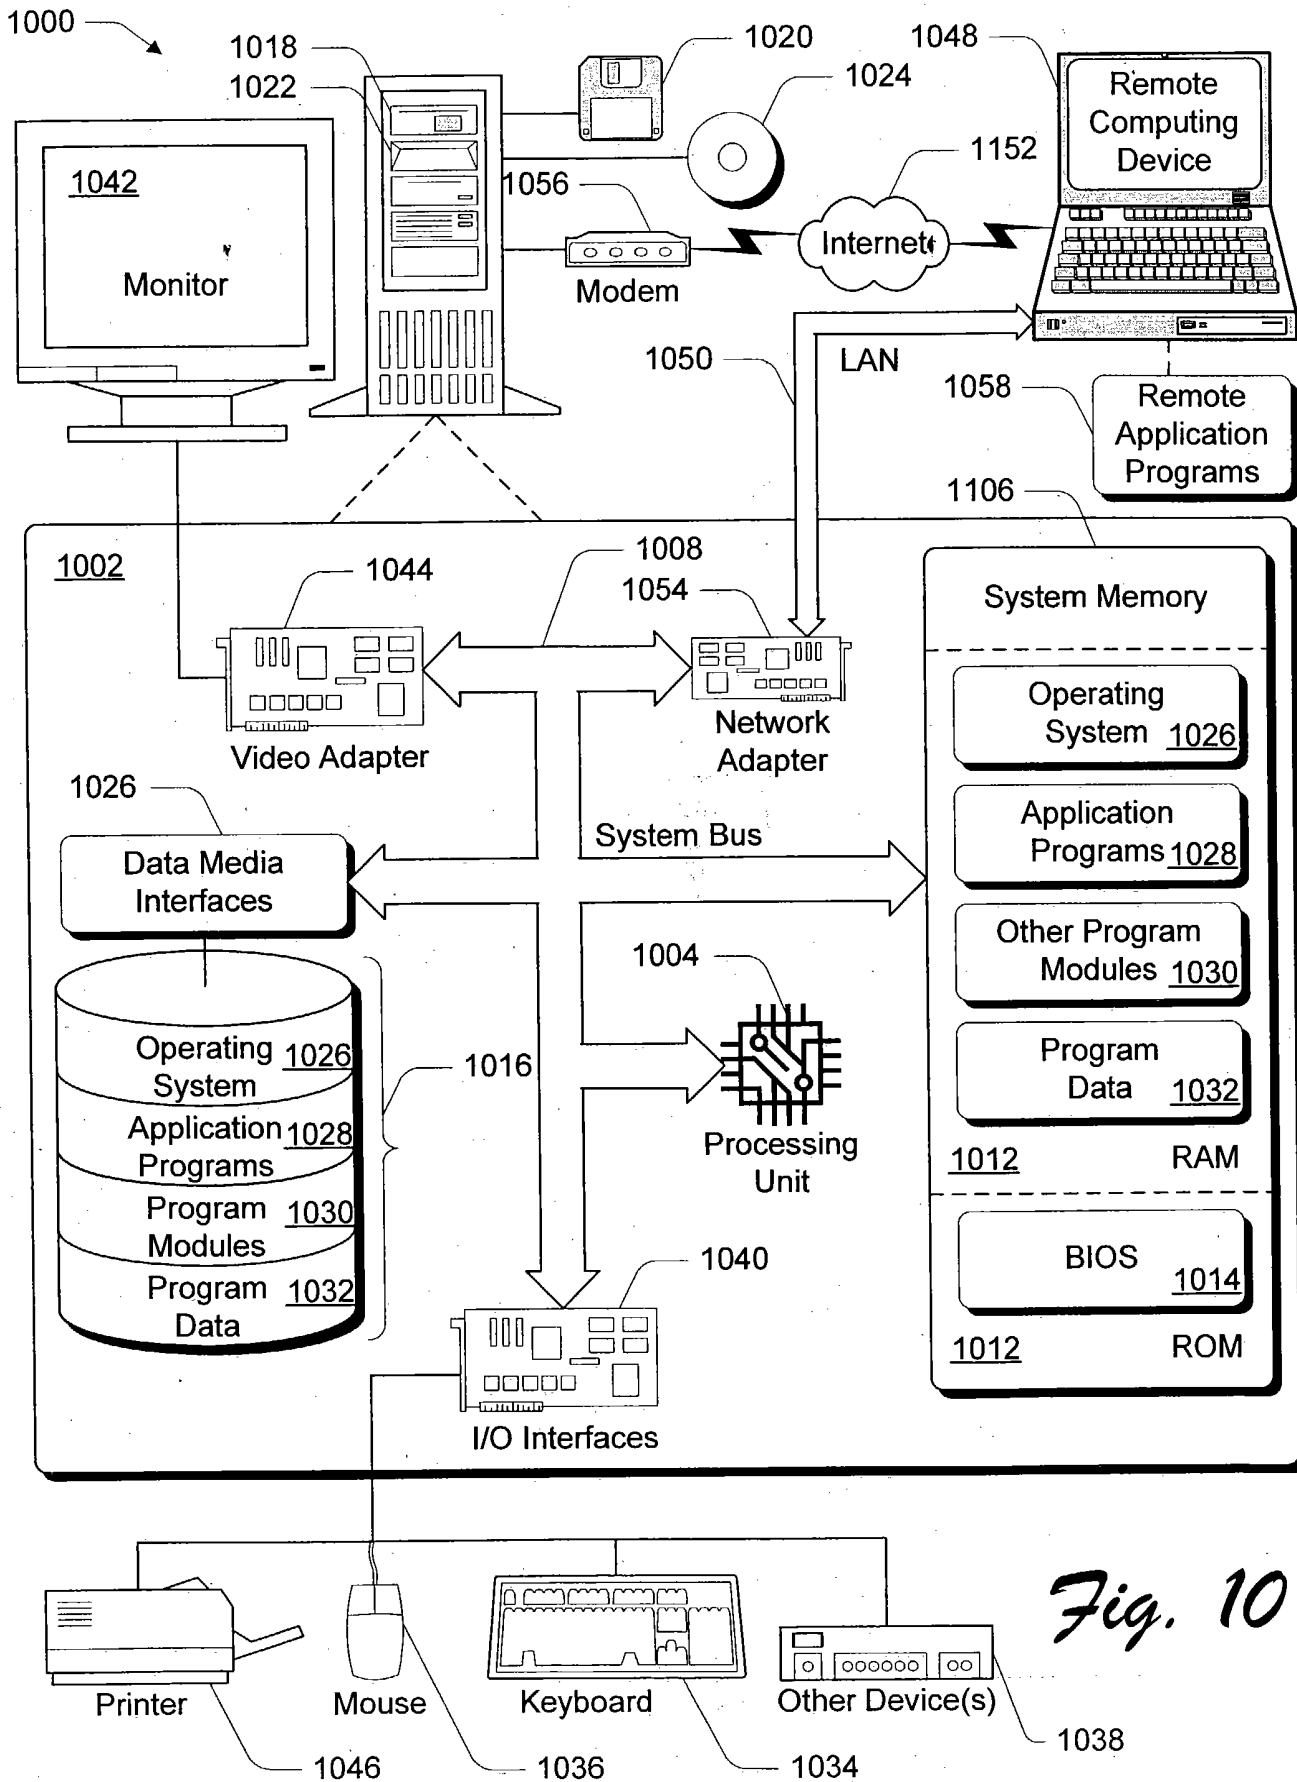 1000
1018
1022
1020
1024
1048
Remote
Computing
Device
1042
Monitor
1056
Modem
1152
Internet
1050
LAN
1058
Remote
Application
Programs
1106
1002
1044
1008
1054
System Memory
Video Adapter
Network
Adapter
Operating
System 1026
1026
Data Media
Interfaces
System Bus
Application
Programs 1028
Other Program
Modules 1030
1004
Processing
Unit
Program
Data 1032
1012 RAM
Operating 1026
System
1016
Application 1028
Programs
Program 1030
Modules
Program 1032
Data
1040
I/O Interfaces
BIOS
1014
1012 ROM
Printer
Mouse
Keyboard
Other Device(s)
1046
1036
1034
1038
Fig. 10